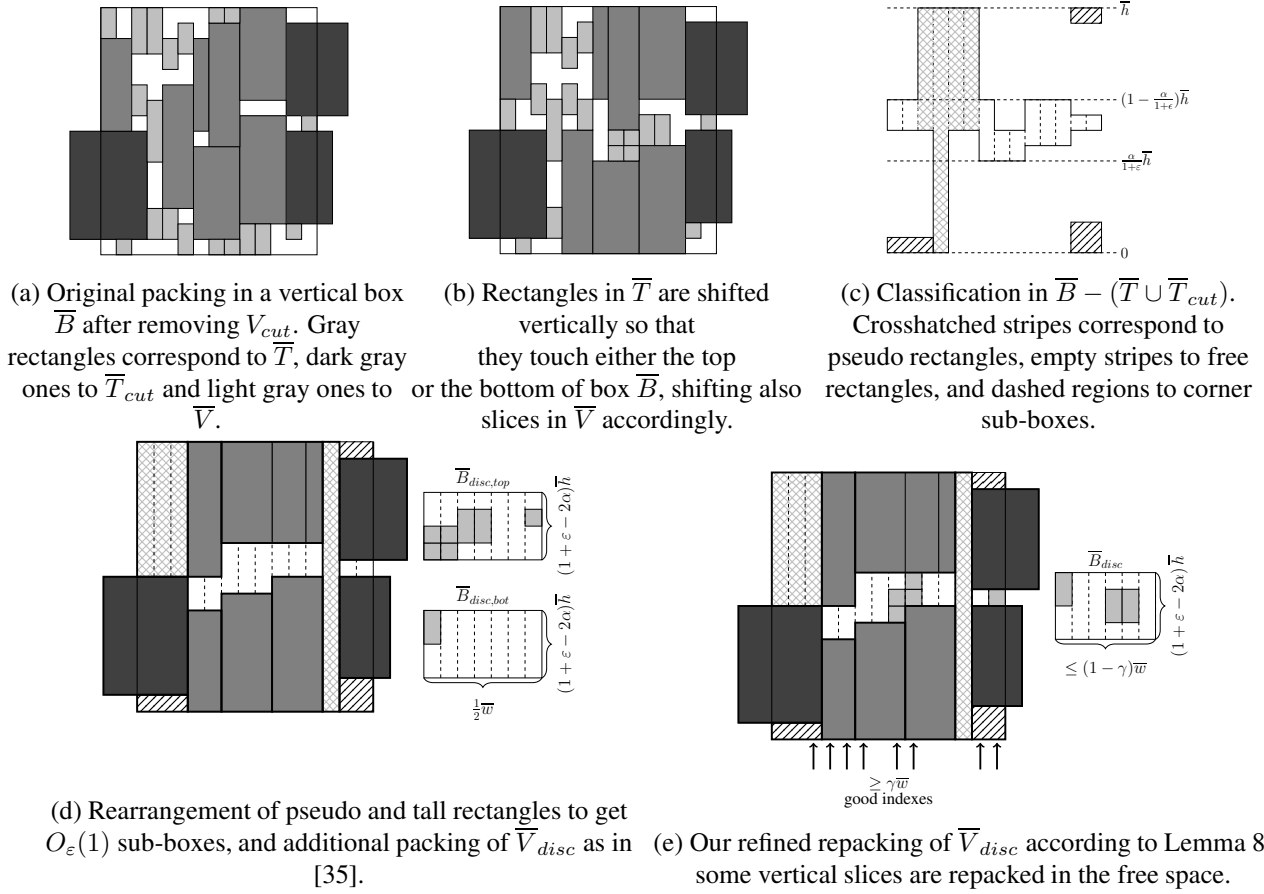 h̅
(1 − α/(1+ϵ))h̅
α/(1+ε) h̅
0
(a) Original packing in a vertical box
B̅ after removing V_cut. Gray
rectangles correspond to T̅, dark gray
ones to T̅_cut and light gray ones to
V̅.
(b) Rectangles in T̅ are shifted
vertically so that
they touch either the top
or the bottom of box B̅, shifting also
slices in V̅ accordingly.
(c) Classification in B̅ − (T̅ ∪ T̅_cut).
Crosshatched stripes correspond to
pseudo rectangles, empty stripes to free
rectangles, and dashed regions to corner
sub-boxes.
B̅_disc,top
(1 + ε − 2α)h̅
B̅_disc,bot
(1 + ε − 2α)h̅
1/2 w̅
(d) Rearrangement of pseudo and tall rectangles to get
O_ε(1) sub-boxes, and additional packing of V̅_disc as in
[35].
B̅_disc
(1 + ε − 2α)h̅
≤ (1 − γ)w̅
≥ γw̅
good indexes
(e) Our refined repacking of V̅_disc according to Lemma 8
some vertical slices are repacked in the free space.